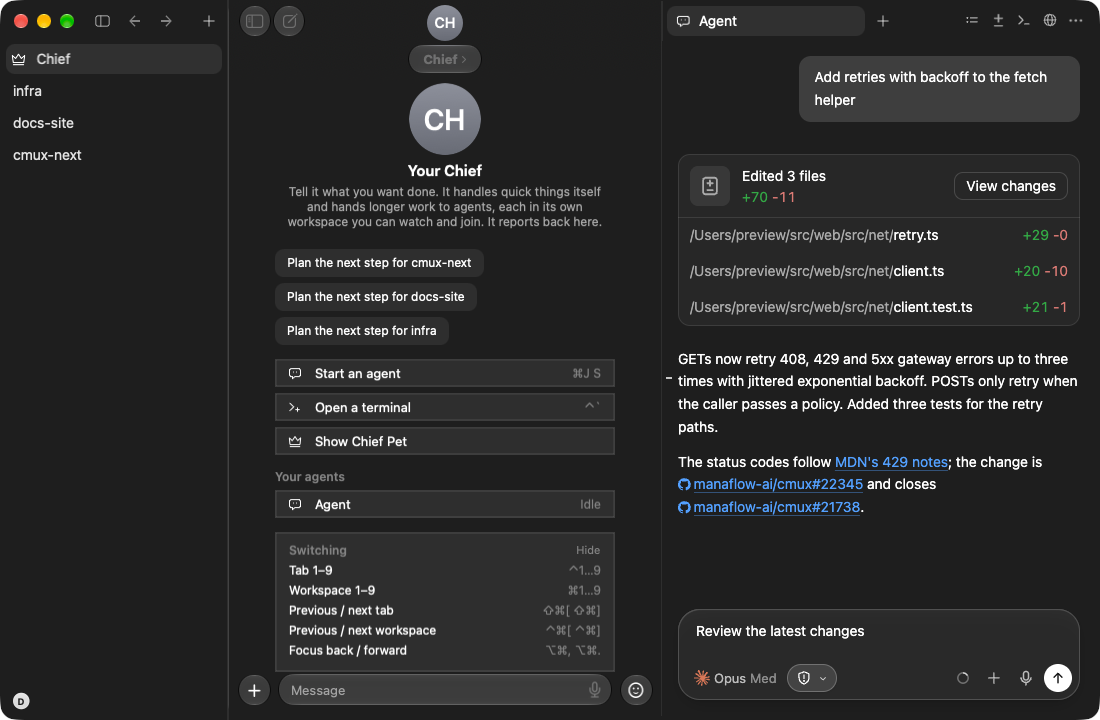 Chief
infra
docs-site
cmux-next
D
CH
Chief ›
CH
Your Chief
Tell it what you want done. It handles quick things itself
and hands longer work to agents, each in its own
workspace you can watch and join. It reports back here.
Plan the next step for cmux-next
Plan the next step for docs-site
Plan the next step for infra
Start an agent ⌘J S
Open a terminal ⌃`
Show Chief Pet
Your agents
Agent Idle
Switching Hide
Tab 1–9 ⌃1...9
Workspace 1–9 ⌘1...9
Previous / next tab ⇧⌘[ ⇧⌘]
Previous / next workspace ⌃⌘[ ⌃⌘]
Focus back / forward ⌥⌘, ⌥⌘.
Message
Agent
Add retries with backoff to the fetch
helper
Edited 3 files
+70 -11
View changes
/Users/preview/src/web/src/net/retry.ts +29 -0
/Users/preview/src/web/src/net/client.ts +20 -10
/Users/preview/src/web/src/net/client.test.ts +21 -1
GETs now retry 408, 429 and 5xx gateway errors up to three
times with jittered exponential backoff. POSTs only retry when
the caller passes a policy. Added three tests for the retry
paths.
The status codes follow MDN's 429 notes; the change is
manaflow-ai/cmux#22345 and closes
manaflow-ai/cmux#21738.
Review the latest changes
Opus Med